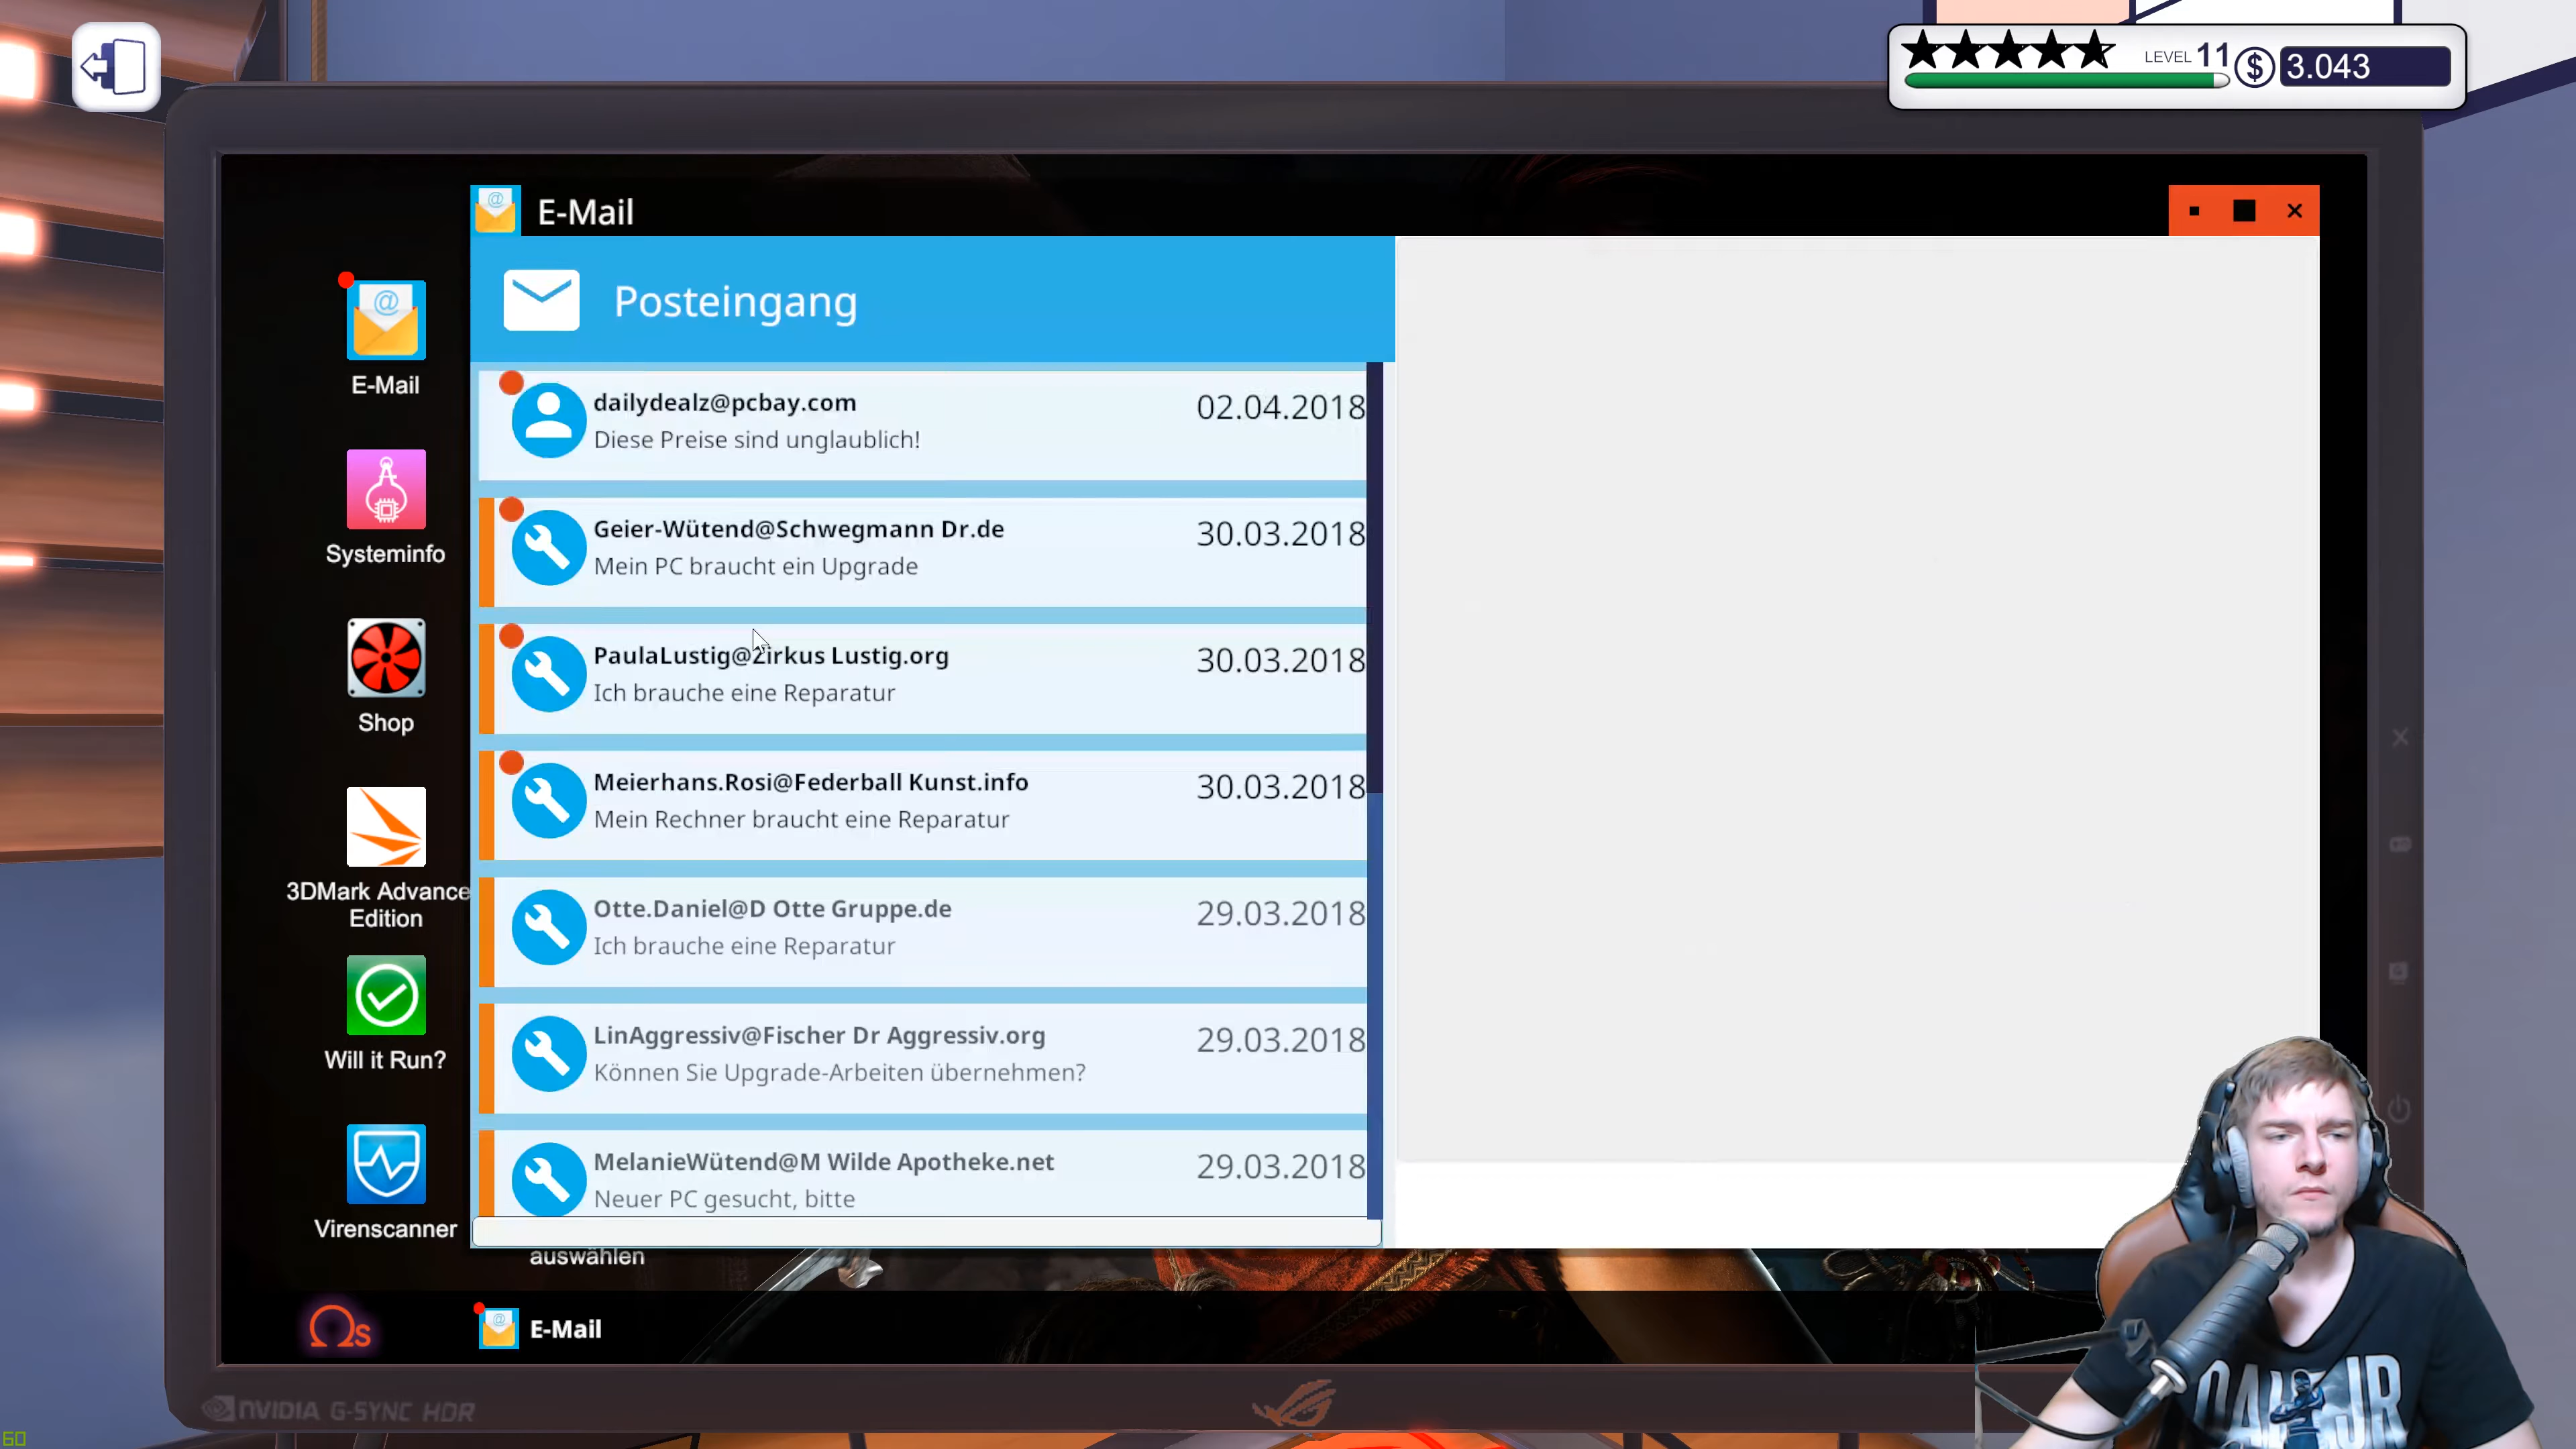 LEVEL 11
3.043
E-Mail
Posteingang
dailydealz@pcbay.com
02.04.2018
Diese Preise sind unglaublich!
Geier-Wütend@Schwegmann Dr.de
30.03.2018
Mein PC braucht ein Upgrade
PaulaLustig@Zirkus Lustig.org
30.03.2018
Ich brauche eine Reparatur
Meierhans.Rosi@Federball Kunst.info
30.03.2018
Mein Rechner braucht eine Reparatur
Otte.Daniel@D Otte Gruppe.de
29.03.2018
Ich brauche eine Reparatur
LinAggressiv@Fischer Dr Aggressiv.org
29.03.2018
Können Sie Upgrade-Arbeiten übernehmen?
MelanieWütend@M Wilde Apotheke.net
29.03.2018
Neuer PC gesucht, bitte
E-Mail
Systeminfo
Shop
3DMark Advance
Edition
Will it Run?
Virenscanner
auswählen
Ωs
E-Mail
NVIDIA G-SYNC HDR
60